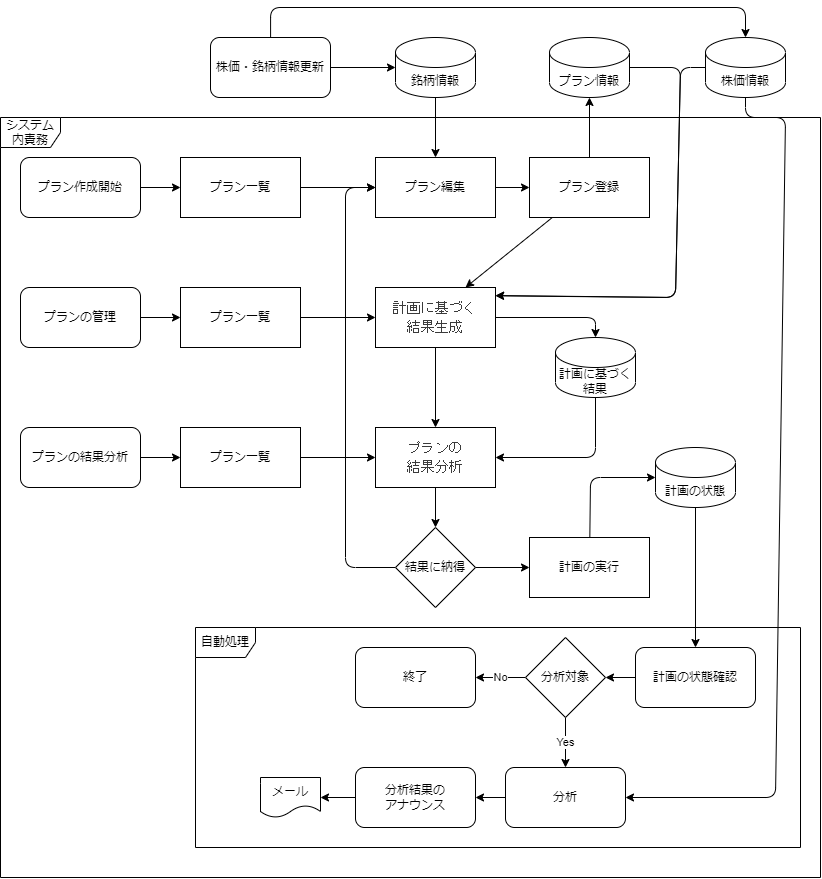 株価・銘柄情報更新
銘柄情報
プラン情報
株価情報
システム
内責務
プラン作成開始
プラン一覧
プラン編集
プラン登録
プランの管理
プラン一覧
計画に基づく
結果生成
計画に基づく
結果
プランの結果分析
プラン一覧
プランの
結果分析
計画の状態
結果に納得
計画の実行
自動処理
終了
No
分析対象
計画の状態確認
Yes
メール
分析結果の
アナウンス
分析